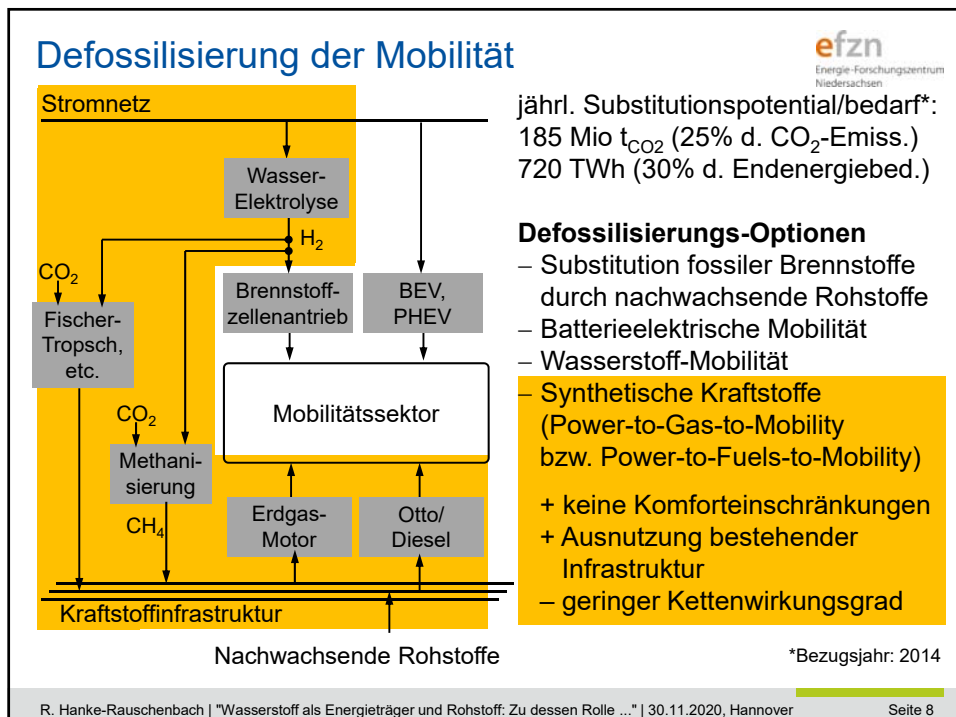 Defossilisierung der Mobilität
efzn
Energie-Forschungszentrum
Niedersachsen
Stromnetz
Wasser-
Elektrolyse
H₂
CO₂
Fischer-
Tropsch,
etc.
Brennstoff-
zellenantrieb
BEV,
PHEV
Mobilitätssektor
CO₂
Methani-
sierung
CH₄
Erdgas-
Motor
Otto/
Diesel
Kraftstoffinfrastruktur
Nachwachsende Rohstoffe
jährl. Substitutionspotential/bedarf*:
185 Mio t_CO2 (25% d. CO₂-Emiss.)
720 TWh (30% d. Endenergiebed.)
Defossilisierungs-Optionen
– Substitution fossiler Brennstoffe
durch nachwachsende Rohstoffe
– Batterieelektrische Mobilität
– Wasserstoff-Mobilität
– Synthetische Kraftstoffe
(Power-to-Gas-to-Mobility
bzw. Power-to-Fuels-to-Mobility)
+ keine Komforteinschränkungen
+ Ausnutzung bestehender
Infrastruktur
– geringer Kettenwirkungsgrad
*Bezugsjahr: 2014
R. Hanke-Rauschenbach | "Wasserstoff als Energieträger und Rohstoff: Zu dessen Rolle ..." | 30.11.2020, Hannover
Seite 8